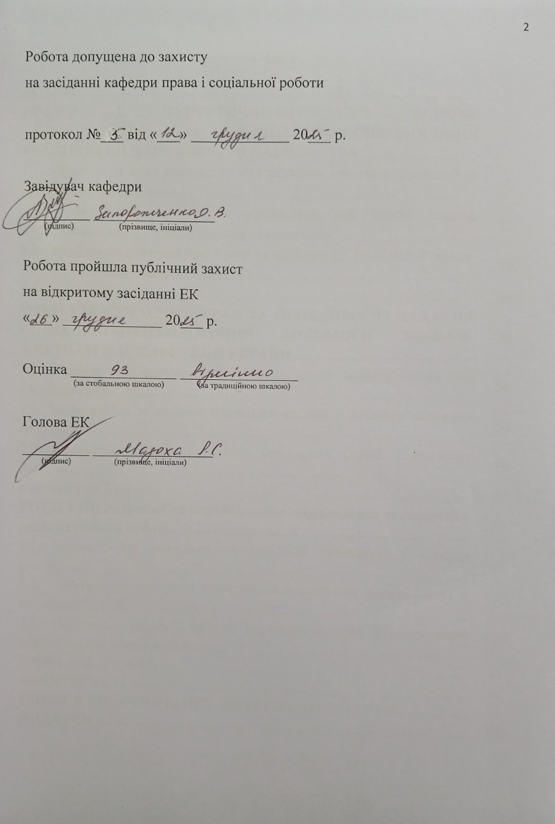 2
Робота допущена до захисту
на засіданні кафедри права і соціальної роботи
протокол № 5 від «12» грудня 2025 р.
Завідувач кафедри
Запорожченко О. В.
(підпис) (прізвище, ініціали)
Робота пройшла публічний захист
на відкритому засіданні ЕК
«26» грудня 2025 р.
Оцінка 93 відмінно
(за стобальною шкалою) (за традиційною шкалою)
Голова ЕК
Мазоха І.С.
(підпис) (прізвище, ініціали)